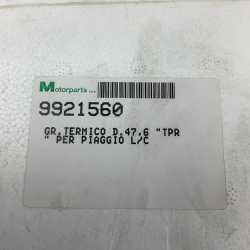 Motorparts
9921560
GR.TERMICO D.47,6 "TPR
" PER PIAGGIO L/C